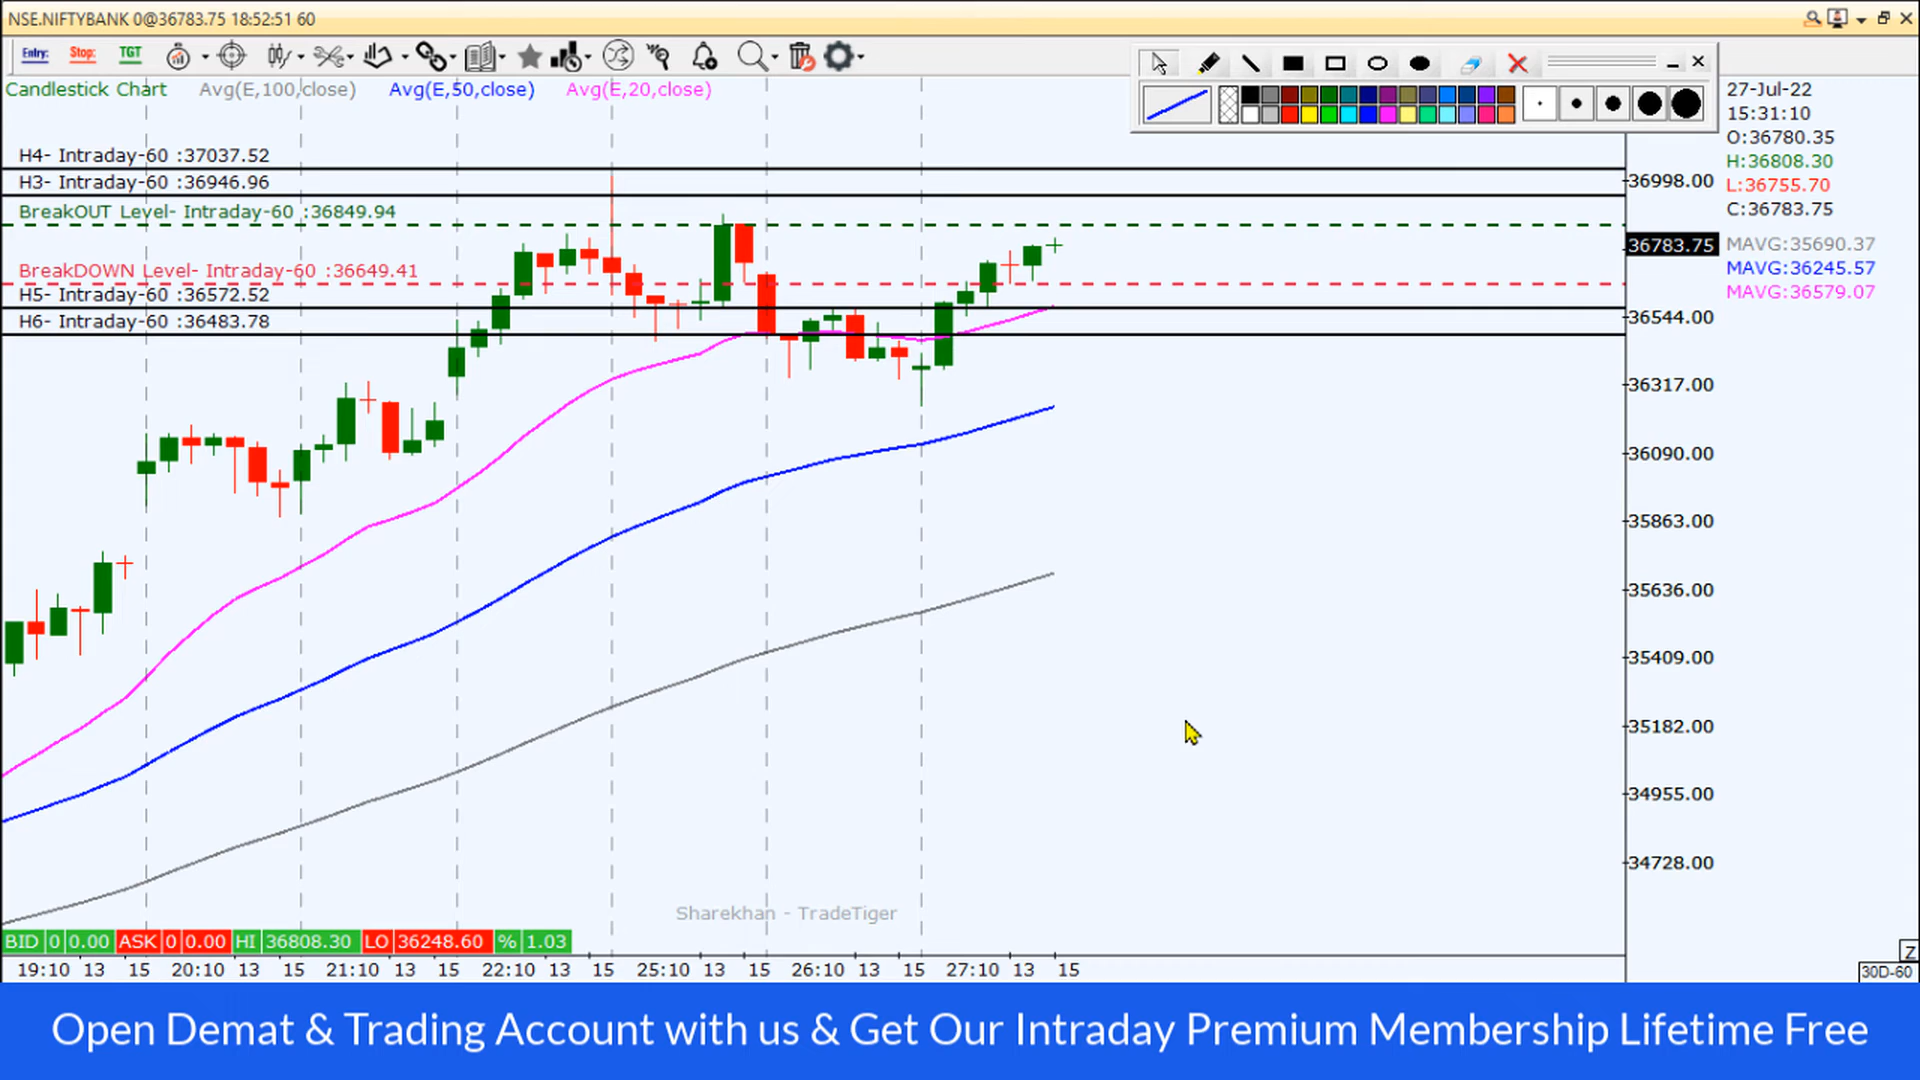 NSE.NIFTYBANK 0@36783.75 18:52:51 60
Entry: Stop: TGT
Candlestick Chart Avg(E,100,close) Avg(E,50,close) Avg(E,20,close)
H4- Intraday-60 :37037.52
H3- Intraday-60 :36946.96
BreakOUT Level- Intraday-60 :36849.94
BreakDOWN Level- Intraday-60 :36649.41
H5- Intraday-60 :36572.52
H6- Intraday-60 :36483.78
36998.00
36783.75
36544.00
36317.00
36090.00
35863.00
35636.00
35409.00
35182.00
34955.00
34728.00
27-Jul-22
15:31:10
O:36780.35
H:36808.30
L:36755.70
C:36783.75
MAVG:35690.37
MAVG:36245.57
MAVG:36579.07
Sharekhan - TradeTiger
BID 0 0.00 ASK 0 0.00 HI 36808.30 LO 36248.60 % 1.03
19:10 13 15 20:10 13 15 21:10 13 15 22:10 13 15 25:10 13 15 26:10 13 15 27:10 13 15
Z
30D-60
Open Demat & Trading Account with us & Get Our Intraday Premium Membership Lifetime Free